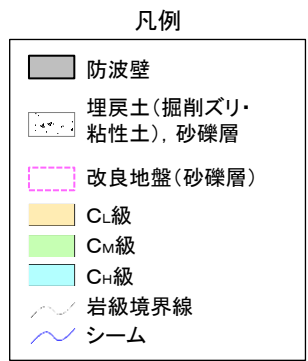 凡例
防波壁
埋戻土(掘削ズリ・
粘性土), 砂礫層
改良地盤(砂礫層)
CL級
CM級
CH級
岩級境界線
シーム